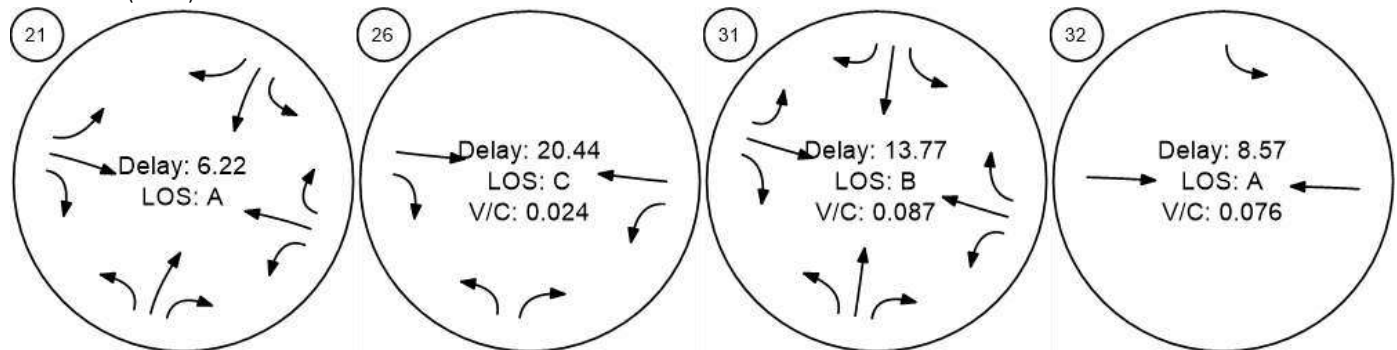 21
Delay: 6.22
LOS: A
26
Delay: 20.44
LOS: C
V/C: 0.024
31
Delay: 13.77
LOS: B
V/C: 0.087
32
Delay: 8.57
LOS: A
V/C: 0.076